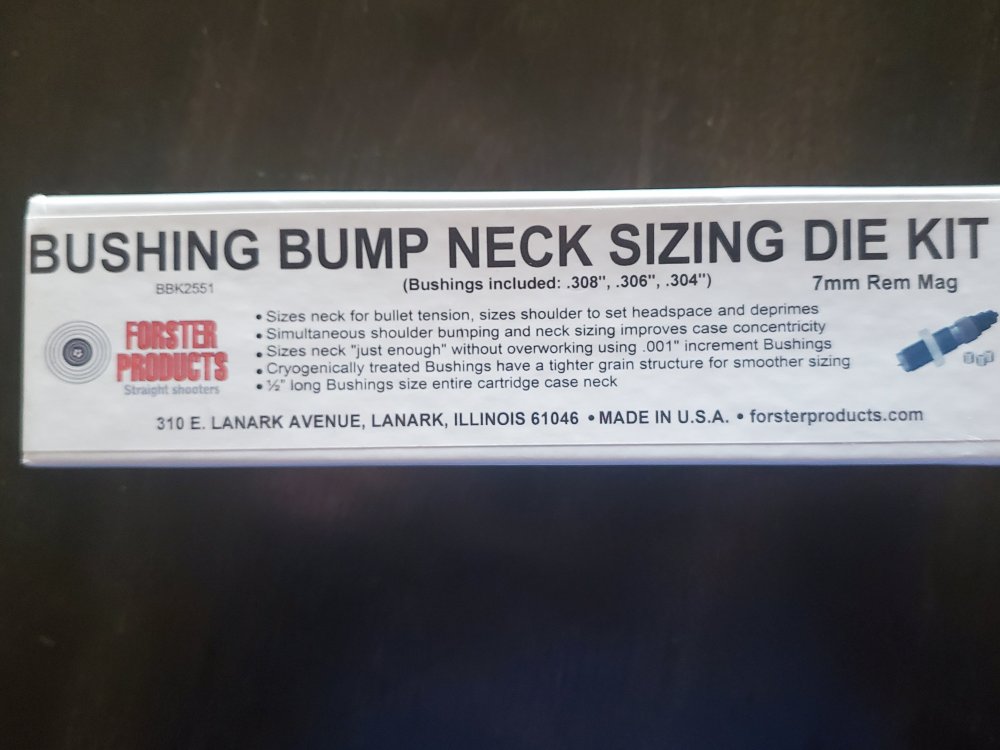 BUSHING BUMP NECK SIZING DIE KIT
BBK2551
(Bushings included: .308", .306", .304")
7mm Rem Mag
FORSTER
PRODUCTS
Straight shooters
• Sizes neck for bullet tension, sizes shoulder to set headspace and deprimes
• Simultaneous shoulder bumping and neck sizing improves case concentricity
• Sizes neck "just enough" without overworking using .001" increment Bushings
• Cryogenically treated Bushings have a tighter grain structure for smoother sizing
• ½" long Bushings size entire cartridge case neck
310 E. LANARK AVENUE, LANARK, ILLINOIS 61046 • MADE IN U.S.A. • forsterproducts.com